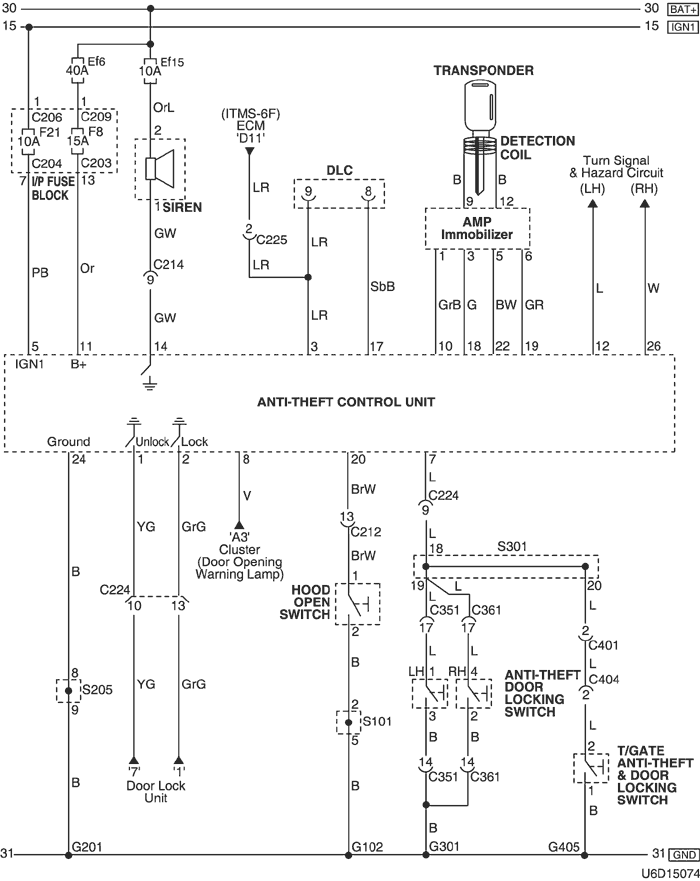 30 30 BAT+
15 15 IGN1
Ef6
40A
Ef15
10A
TRANSPONDER
1 1
C206 C209
F21 F8
10A 15A
C204 C203
7 I/P FUSE 13
BLOCK
OrL
2
SIREN
1
(ITMS-6F)
ECM
'D11'
LR
2
C225
LR
DLC
9 8
LR
SbB
LR
DETECTION
COIL
B B
9 12
AMP
Immobilizer
1 3 5 6
GrB G BW GR
Turn Signal
& Hazard Circuit
(LH) (RH)
L W
GW
C214
9
GW
PB Or
5 11 14 3 17 10 18 22 19 12 26
IGN1 B+
ANTI-THEFT CONTROL UNIT
Ground Unlock Lock
24 1 2 8 20 7
BrW L
V C224
13 9
YG GrG C212 L
'A3'
Cluster
(Door Opening
Warning Lamp)
BrW 18 S301
B
C224
10 13
HOOD
OPEN
SWITCH
1
2
19 L 20
L C351 C361 L
17 17 2
C401
L L L
C404
2
YG GrG B
8
S205
9
LH 1 RH 4
ANTI-THEFT
DOOR
LOCKING
SWITCH
3 2
2
S101
5
B B L
14 14
C351 C361
2
T/GATE
ANTI-THEFT
& DOOR
LOCKING
SWITCH
1
'7' '1'
Door Lock
Unit
B B B B
31 G201 G102 G301 G405 31 GND
U6D15074